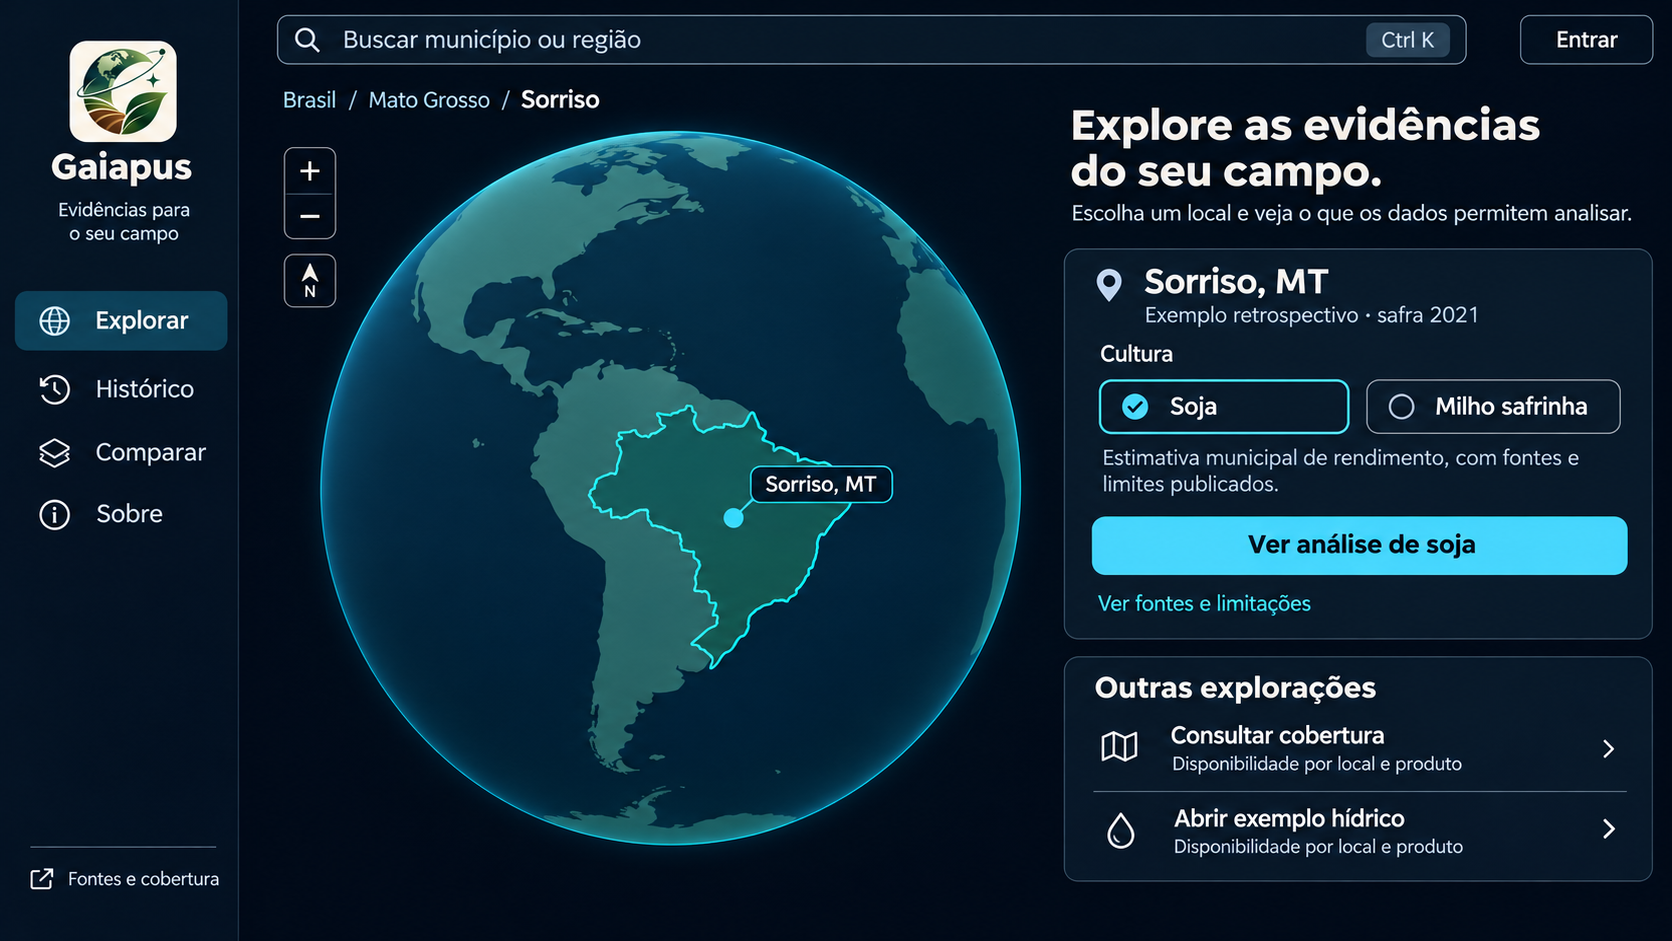 Gaiapus
Evidências para
o seu campo
Explorar
Histórico
Comparar
Sobre
Fontes e cobertura
Buscar município ou região
Ctrl K
Entrar
Brasil / Mato Grosso / Sorriso
+
−
N
Sorriso, MT
Explore as evidências
do seu campo.
Escolha um local e veja o que os dados permitem analisar.
Sorriso, MT
Exemplo retrospectivo • safra 2021
Cultura
Soja
Milho safrinha
Estimativa municipal de rendimento, com fontes e
limites publicados.
Ver análise de soja
Ver fontes e limitações
Outras explorações
Consultar cobertura
Disponibilidade por local e produto
Abrir exemplo hídrico
Disponibilidade por local e produto